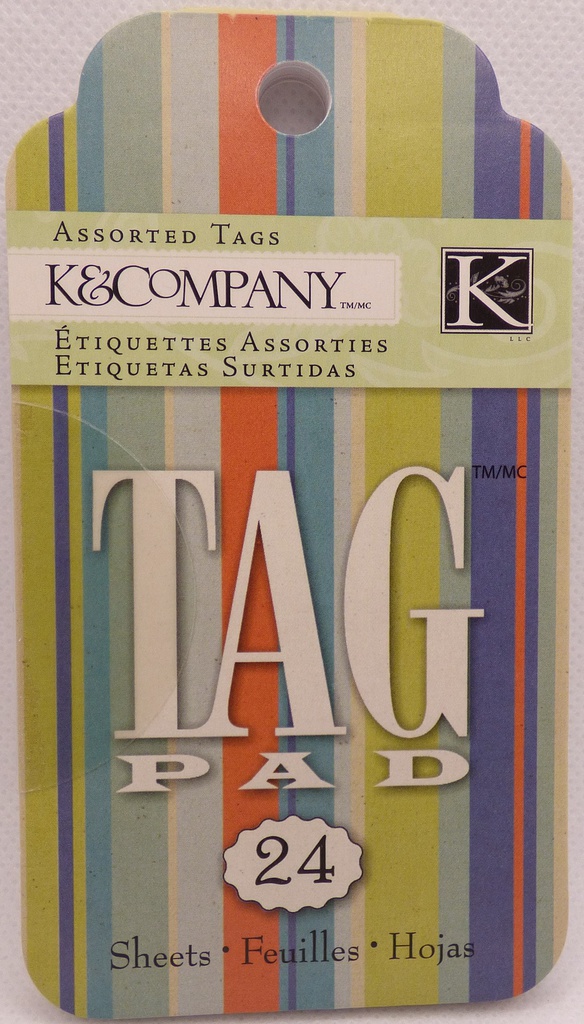 ASSORTED TAGS
K&COMPANY TM/MC
K
LLC
ÉTIQUETTES ASSORTIES
ETIQUETAS SURTIDAS
TAG TM/MC
PAD
24
Sheets • Feuilles • Hojas